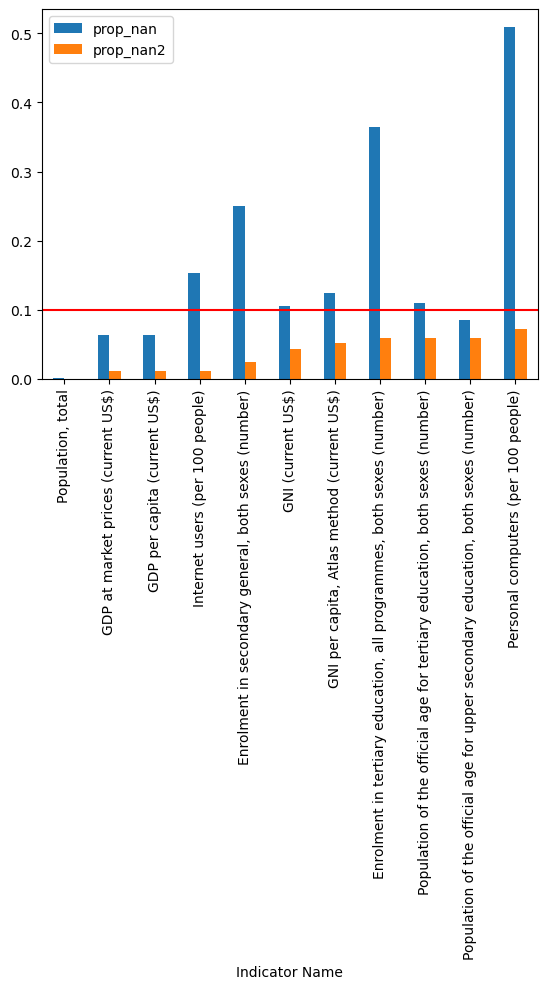 prop_nan
prop_nan2
0.5
0.4
0.3
0.2
0.1
0.0
Population, total
GDP at market prices (current US$)
GDP per capita (current US$)
Internet users (per 100 people)
Enrolment in secondary general, both sexes (number)
GNI (current US$)
GNI per capita, Atlas method (current US$)
Enrolment in tertiary education, all programmes, both sexes (number)
Population of the official age for tertiary education, both sexes (number)
Population of the official age for upper secondary education, both sexes (number)
Personal computers (per 100 people)
Indicator Name